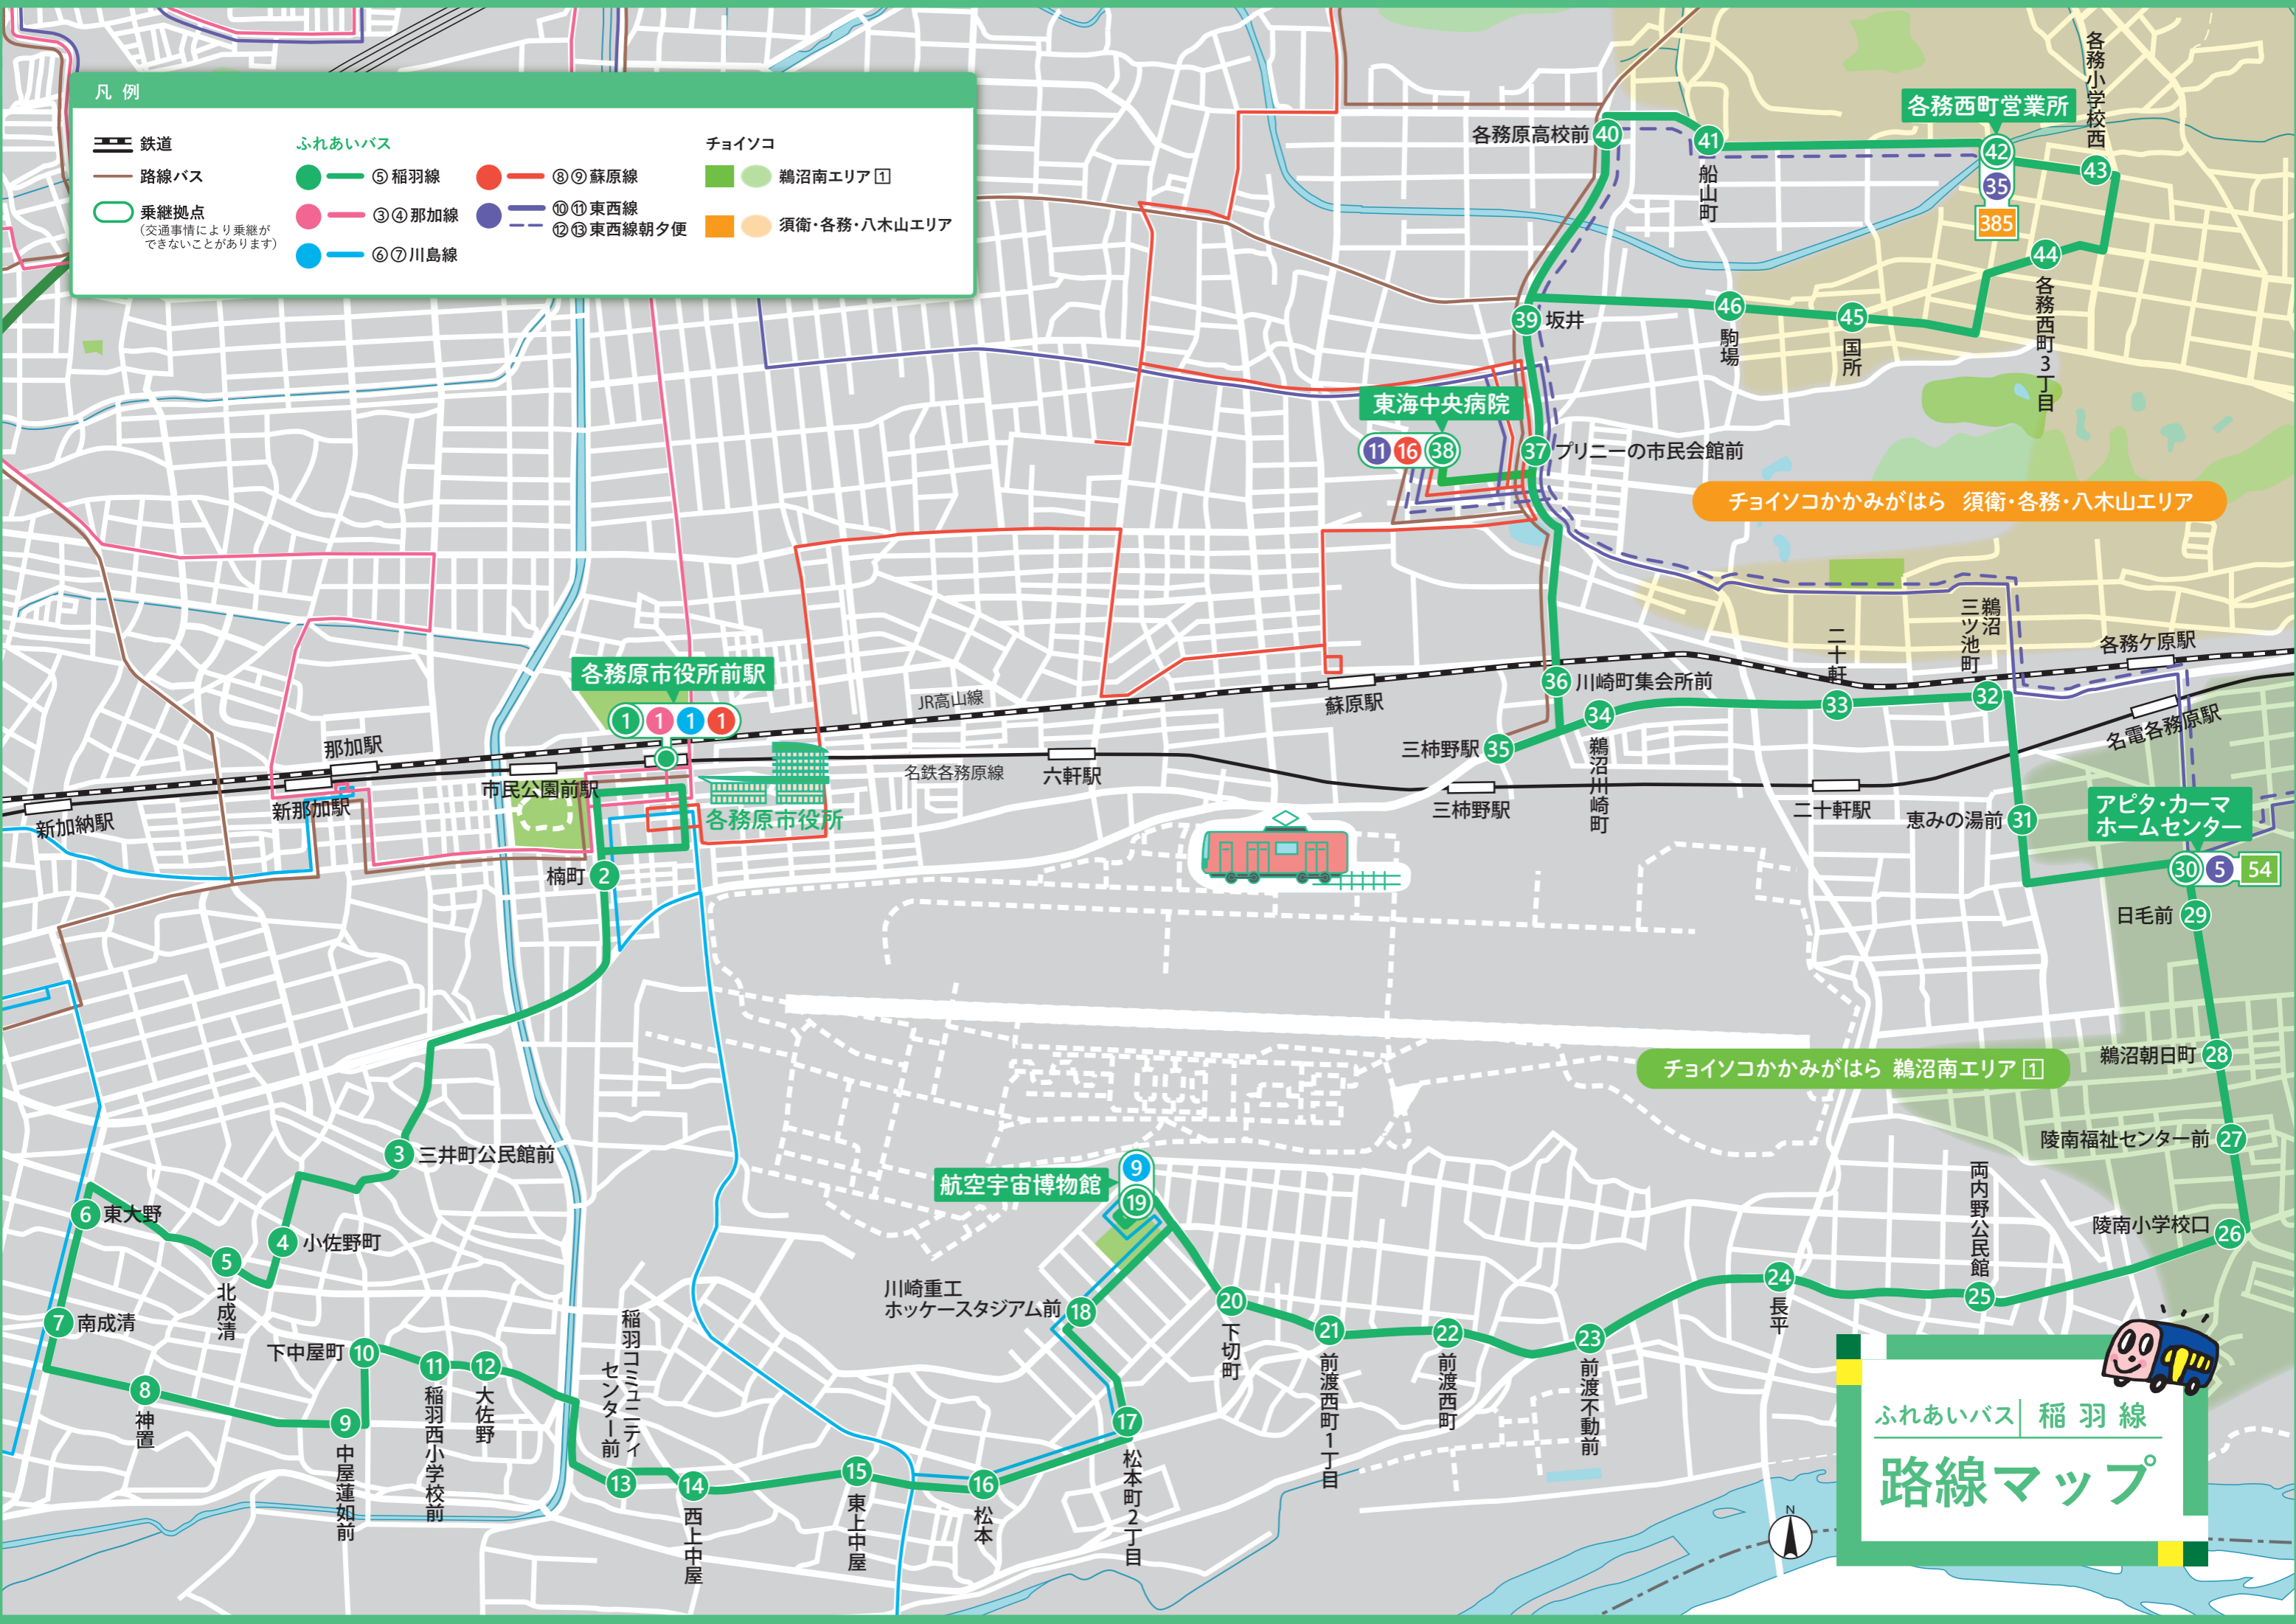 凡 例
鉄道
路線バス
乗継拠点
(交通事情により乗継が
できないことがあります)
ふれあいバス
⑤稲羽線
③④那加線
⑥⑦川島線
⑧⑨蘇原線
⑩⑪東西線
⑫⑬東西線朝夕便
チョイソコ
鵜沼南エリア1
須衛・各務・八木山エリア
各務原高校前
40
41
船山町
各務西町営業所
42
35
385
各務小学校西
43
44
各務西町3丁目
39
坂井
46
駒場
45
国所
東海中央病院
11
16
38
37
プリニーの市民会館前
チョイソコかかみがはら 須衛・各務・八木山エリア
各務原市役所前駅
1
1
1
1
JR高山線
蘇原駅
36
川崎町集会所前
34
鵜沼川崎町
三柿野駅
35
二十軒
33
鵜沼
三ツ池町
32
各務ケ原駅
名電各務原駅
那加駅
新加納駅
新那加駅
市民公園前駅
各務原市役所
名鉄各務原線
六軒駅
三柿野駅
二十軒駅
恵みの湯前
31
アピタ・カーマ
ホームセンター
30
5
54
日毛前
29
楠町
2
鵜沼朝日町
28
チョイソコかかみがはら 鵜沼南エリア1
陵南福祉センター前
27
3
三井町公民館前
6
東大野
4
小佐野町
5
北成清
7
南成清
8
神置
下中屋町
10
9
中屋蓮如前
11
稲羽西小学校前
12
大佐野
稲羽コミュニティ
センター前
13
14
西上中屋
15
東上中屋
16
松本
17
松本町2丁目
川崎重工
ホッケースタジアム前
18
航空宇宙博物館
9
19
20
下切町
21
前渡西町1丁目
22
前渡西町
23
前渡不動前
24
長平
両内野公民館
25
陵南小学校口
26
N
ふれあいバス
稲羽線
路線マップ